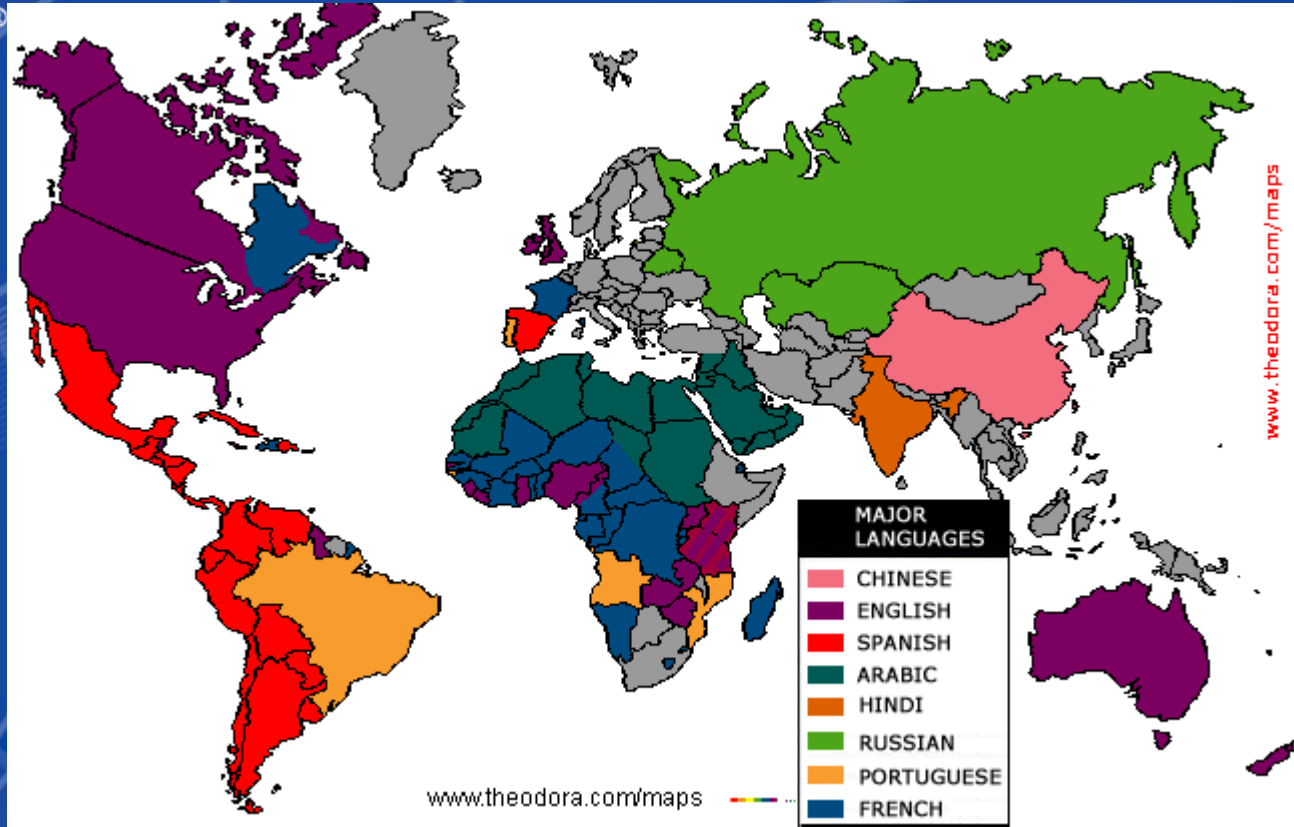 www.theodora.com/maps
MAJOR
LANGUAGES
CHINESE
ENGLISH
SPANISH
ARABIC
HINDI
RUSSIAN
PORTUGUESE
FRENCH
www.theodora.com/maps